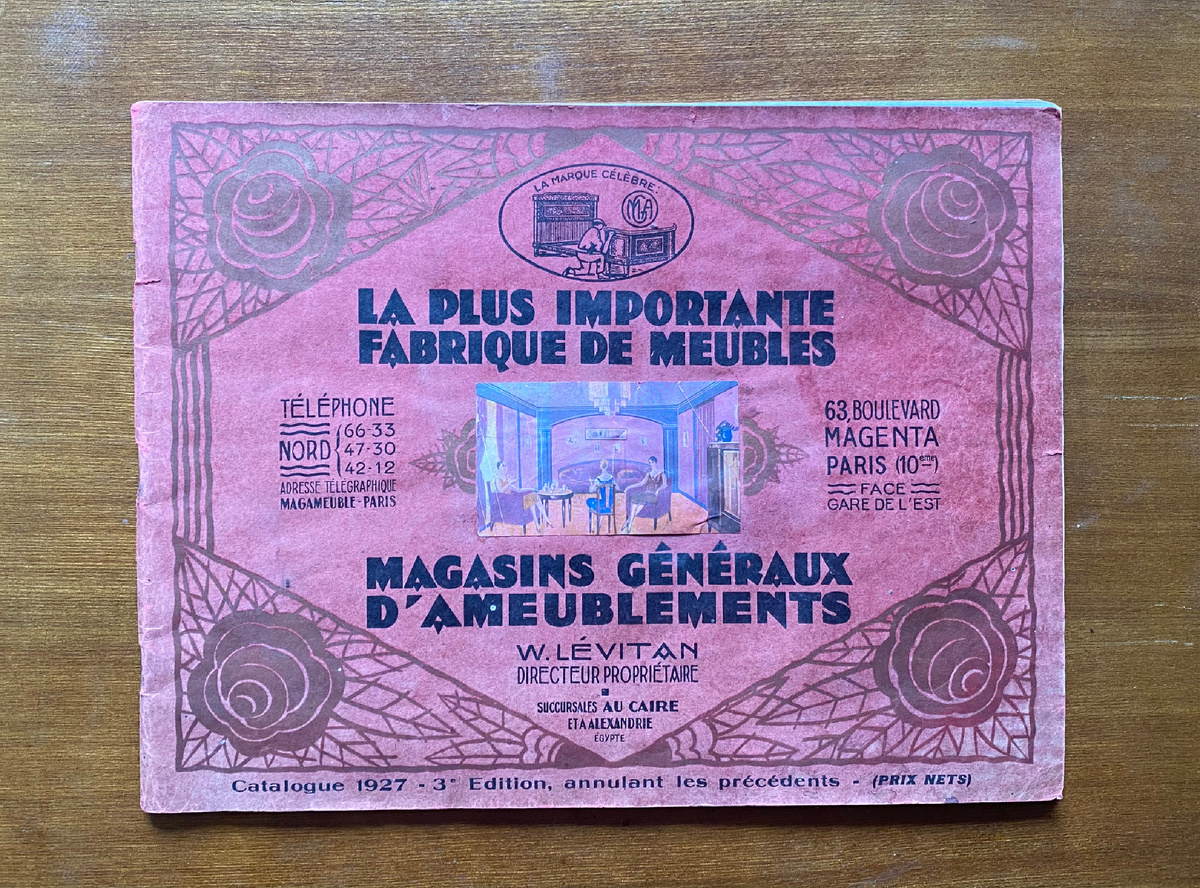 LA MARQUE CÉLÈBRE:
MA
LA PLUS IMPORTANTE
FABRIQUE DE MEUBLES
TÉLÉPHONE
NORD { 66-33
47-30
42-12
ADRESSE TÉLÉGRAPHIQUE
MAGAMEUBLE-PARIS
63, BOULEVARD
MAGENTA
PARIS (10ème)
FACE
GARE DE L'EST
MAGASINS GÊNÊRAUX
D'AMEUBLEMENTS
W. LÉVITAN
DIRECTEUR PROPRIÉTAIRE
SUCCURSALES AU CAIRE
ET A ALEXANDRIE
ÉGYPTE
Catalogue 1927 - 3e Edition, annulant les précédents - (PRIX NETS)